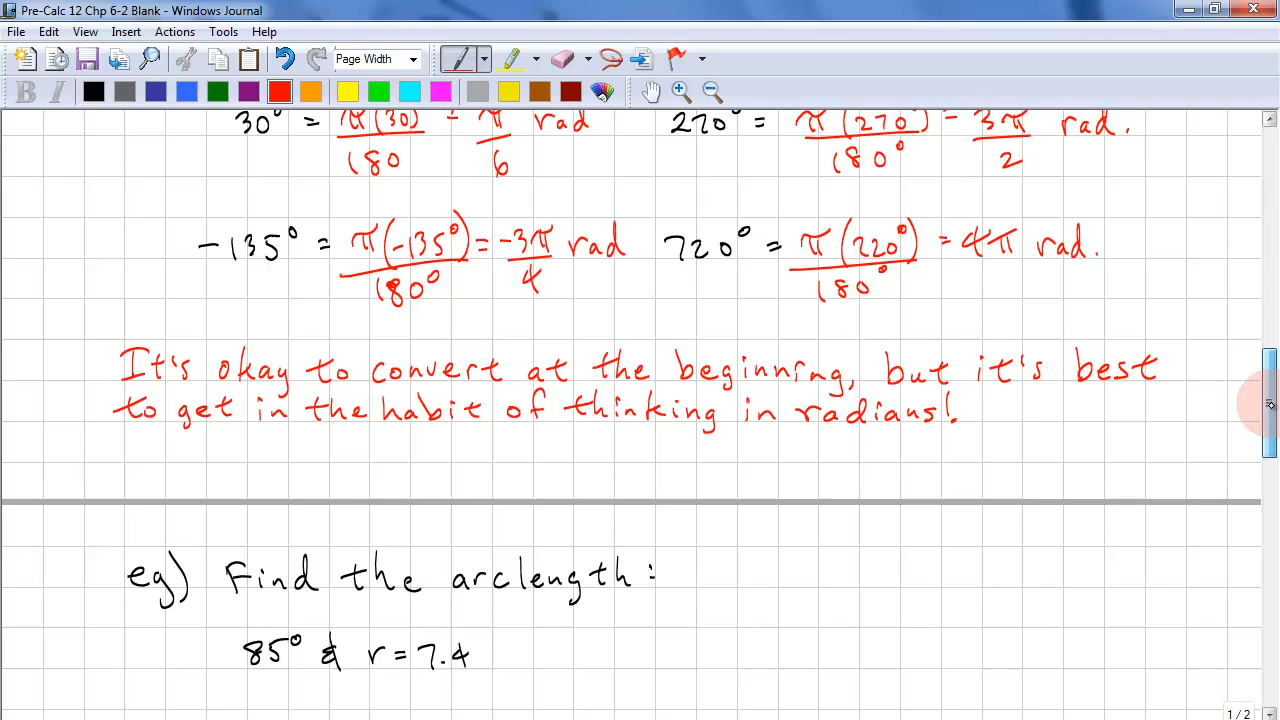 Pre-Calc 12 Chp 6-2 Blank - Windows Journal
File Edit View Insert Actions Tools Help
Page Width
B I
30° = π(30)/180 = π/6 rad 270° = π(270°)/180° = 3π/2 rad.
-135° = π(-135°)/180° = -3π/4 rad 720° = π(220°)/180° = 4π rad.
It's okay to convert at the beginning, but it's best
to get in the habit of thinking in radians!
eg) Find the arclength:
85° & r = 7.4
1/2